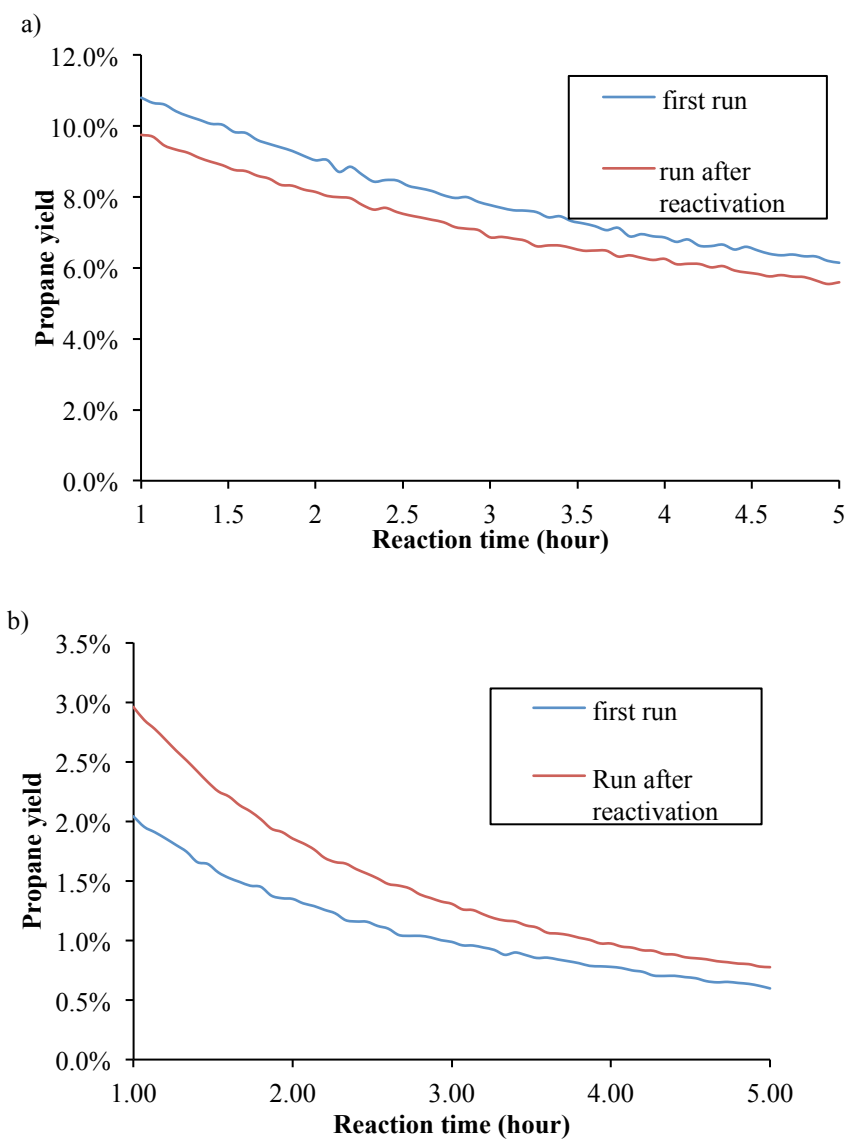 a)
12.0%
10.0%
8.0%
6.0%
4.0%
2.0%
0.0%
Propane yield
first run
run after
reactivation
1 1.5 2 2.5 3 3.5 4 4.5 5
Reaction time (hour)
b)
3.5%
3.0%
2.5%
2.0%
1.5%
1.0%
0.5%
0.0%
Propane yield
first run
Run after
reactivation
1.00 2.00 3.00 4.00 5.00
Reaction time (hour)